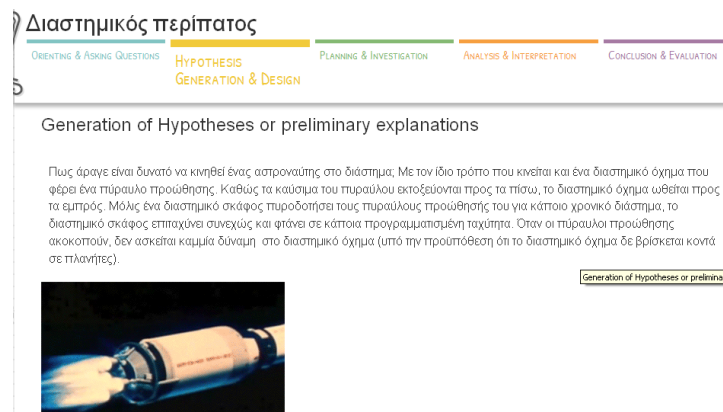 Διαστημικός περίπατος
ORIENTING & ASKING QUESTIONS
HYPOTHESIS
GENERATION & DESIGN
PLANNING & INVESTIGATION
ANALYSIS & INTERPRETATION
CONCLUSION & EVALUATION
Generation of Hypotheses or preliminary explanations
Πως άραγε είναι δυνατό να κινηθεί ένας αστροναύτης στο διάστημα; Με τον ίδιο τρόπο που κινείται και ένα διαστημικό όχημα που
φέρει ένα πύραυλο προώθησης. Καθώς τα καύσιμα του πυραύλου εκτοξεύονται προς τα πίσω, το διαστημικό όχημα ωθείται προς
τα εμπρός. Μόλις ένα διαστημικό σκάφος πυροδοτήσει τους πυραύλους προώθησής του για κάποιο χρονικό διάστημα, το
διαστημικό σκάφος επιταχύνει συνεχώς και φτάνει σε κάποια προγραμματισμένη ταχύτητα. Όταν οι πύραυλοι προώθησης
ακοκοπούν, δεν ασκείται καμμία δύναμη στο διαστημικό όχημα (υπό την προϋπόθεση ότι το διαστημικό όχημα δε βρίσκεται κοντά
σε πλανήτες).
Generation of Hypotheses or prelimina